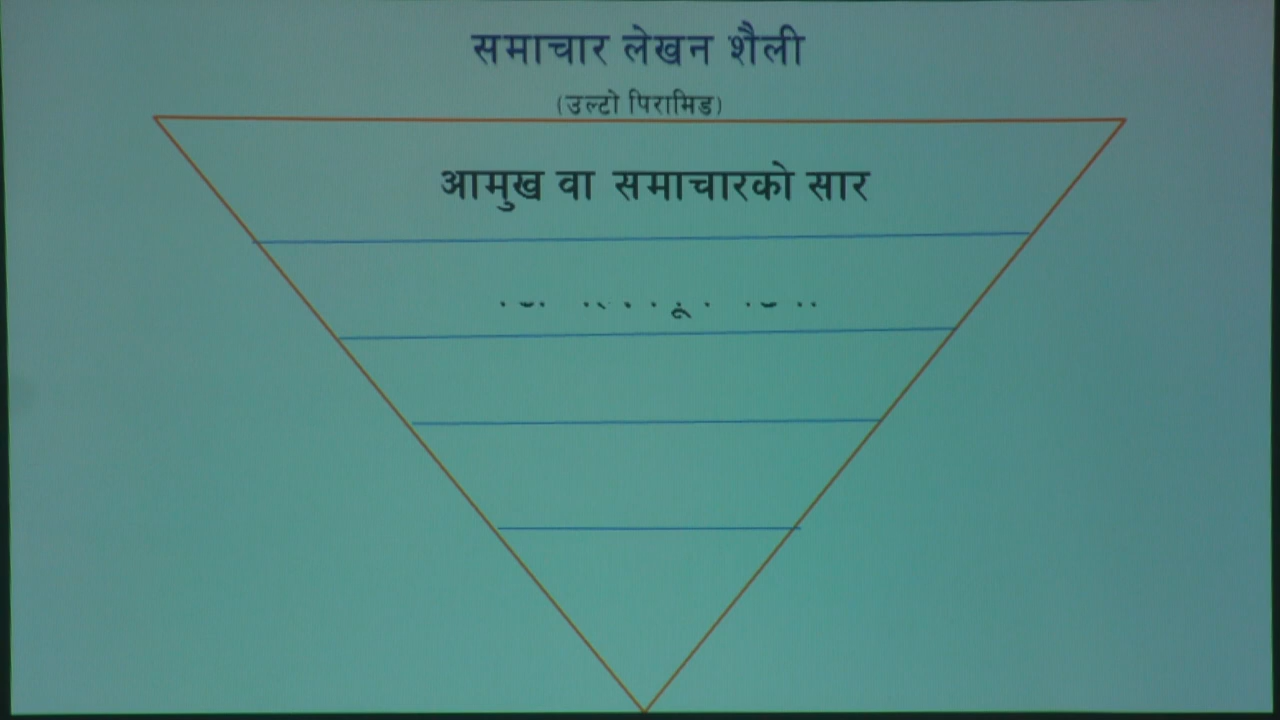 समाचार लेखन शैली
(उल्टो पिरामिड)
आमुख वा समाचारको सार